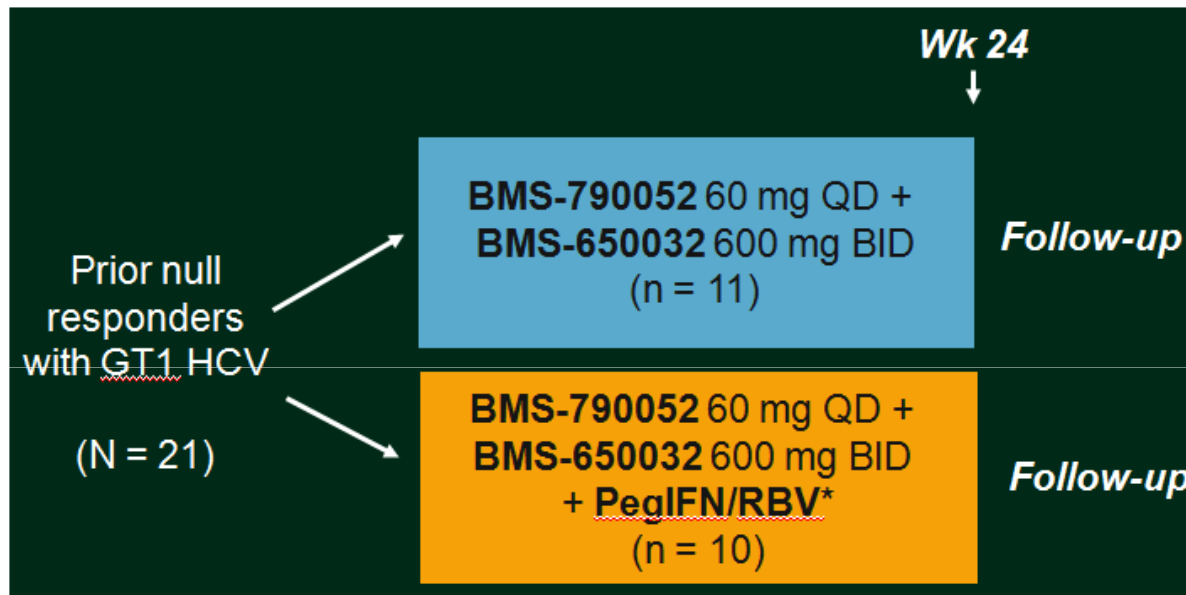 Wk 24
BMS-790052 60 mg QD +
BMS-650032 600 mg BID
(n = 11)
Follow-up
Prior null
responders
with GT1 HCV
(N = 21)
BMS-790052 60 mg QD +
BMS-650032 600 mg BID
+ PegIFN/RBV*
(n = 10)
Follow-up